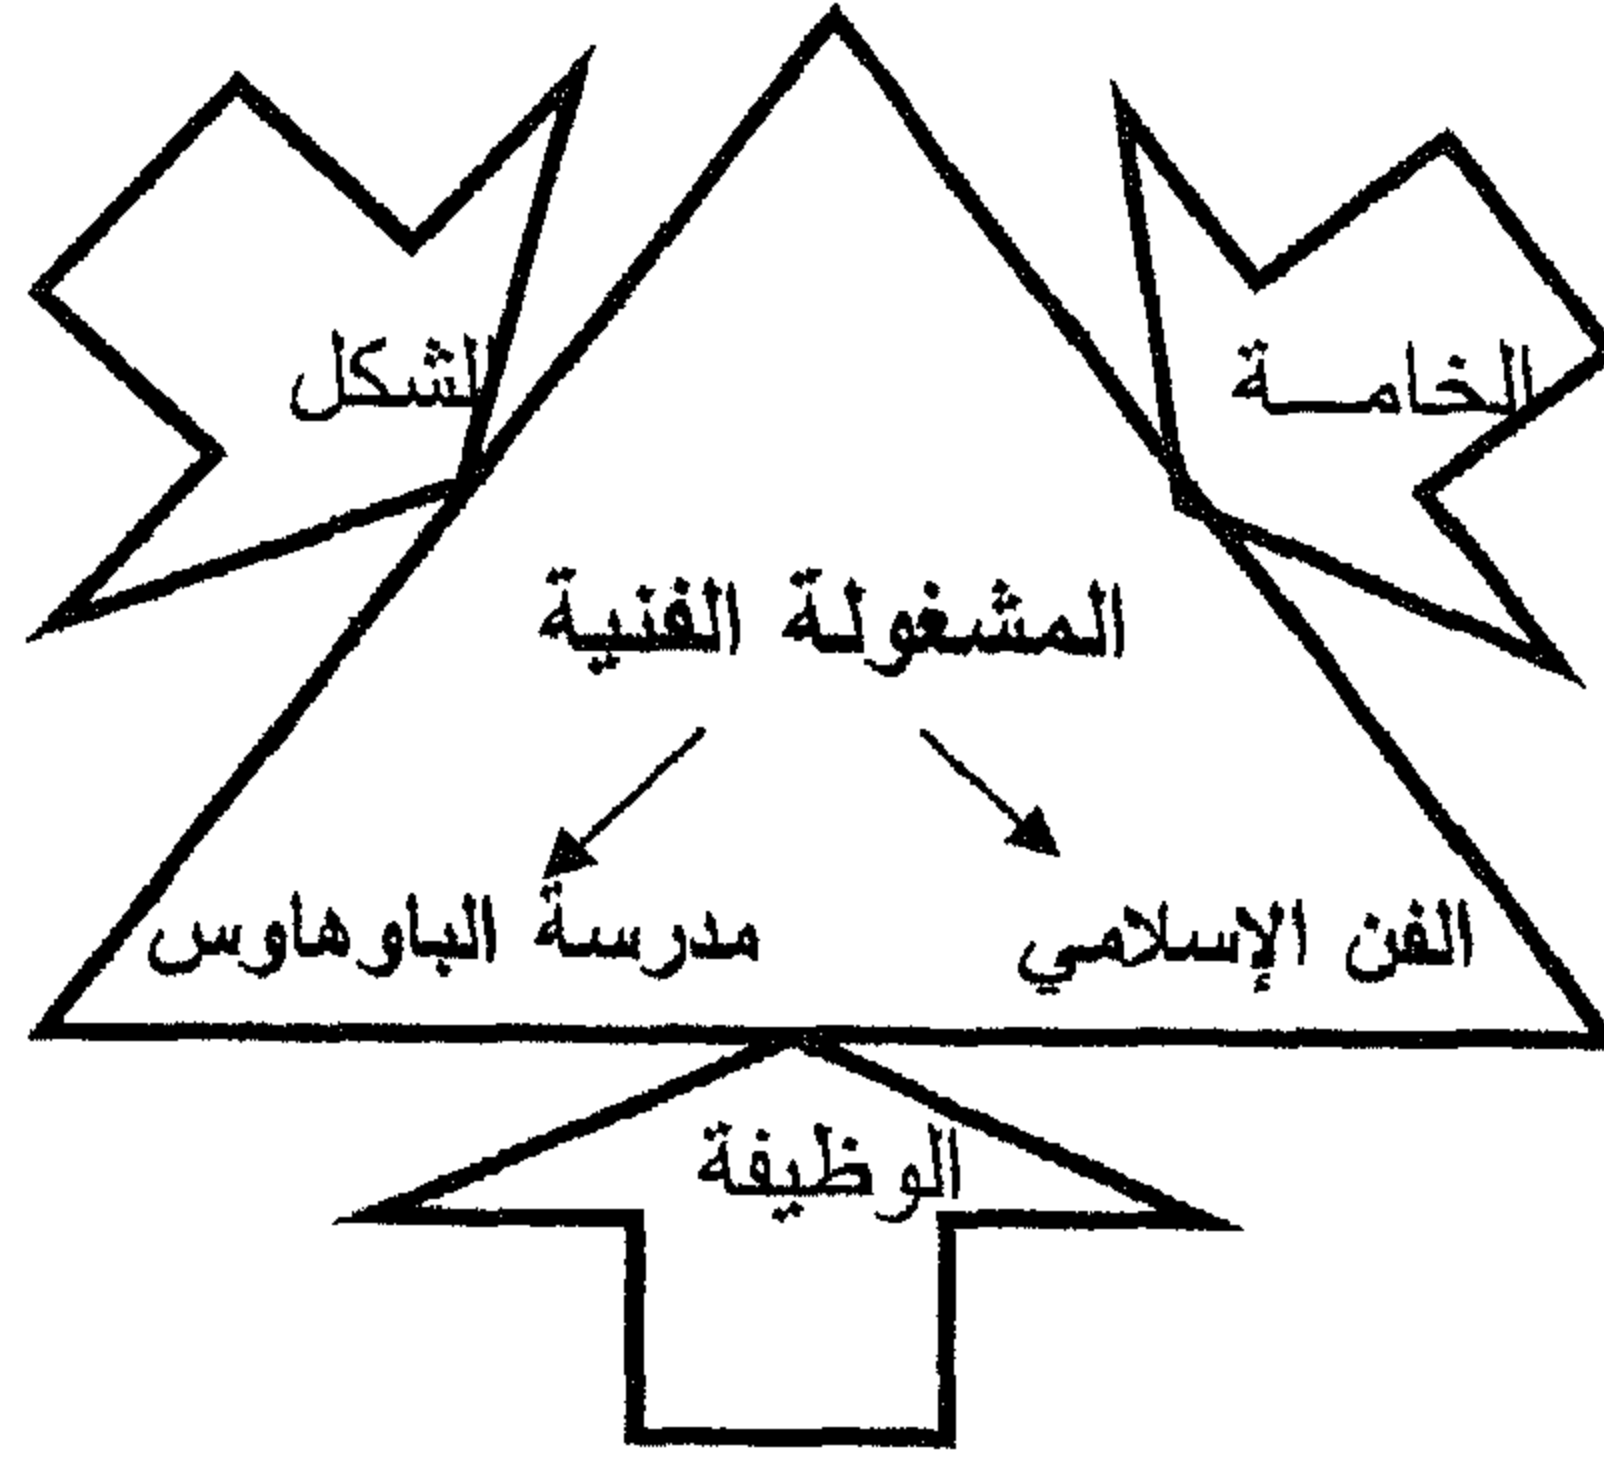 الخامـــة
الشكل
المشغولة الفنية
الفن الإسلامي
مدرسة الباوهاوس
الوظيفة